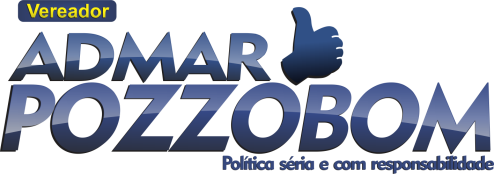 Vereador
ADMAR
POZZOBOM
Política séria e com responsabilidade